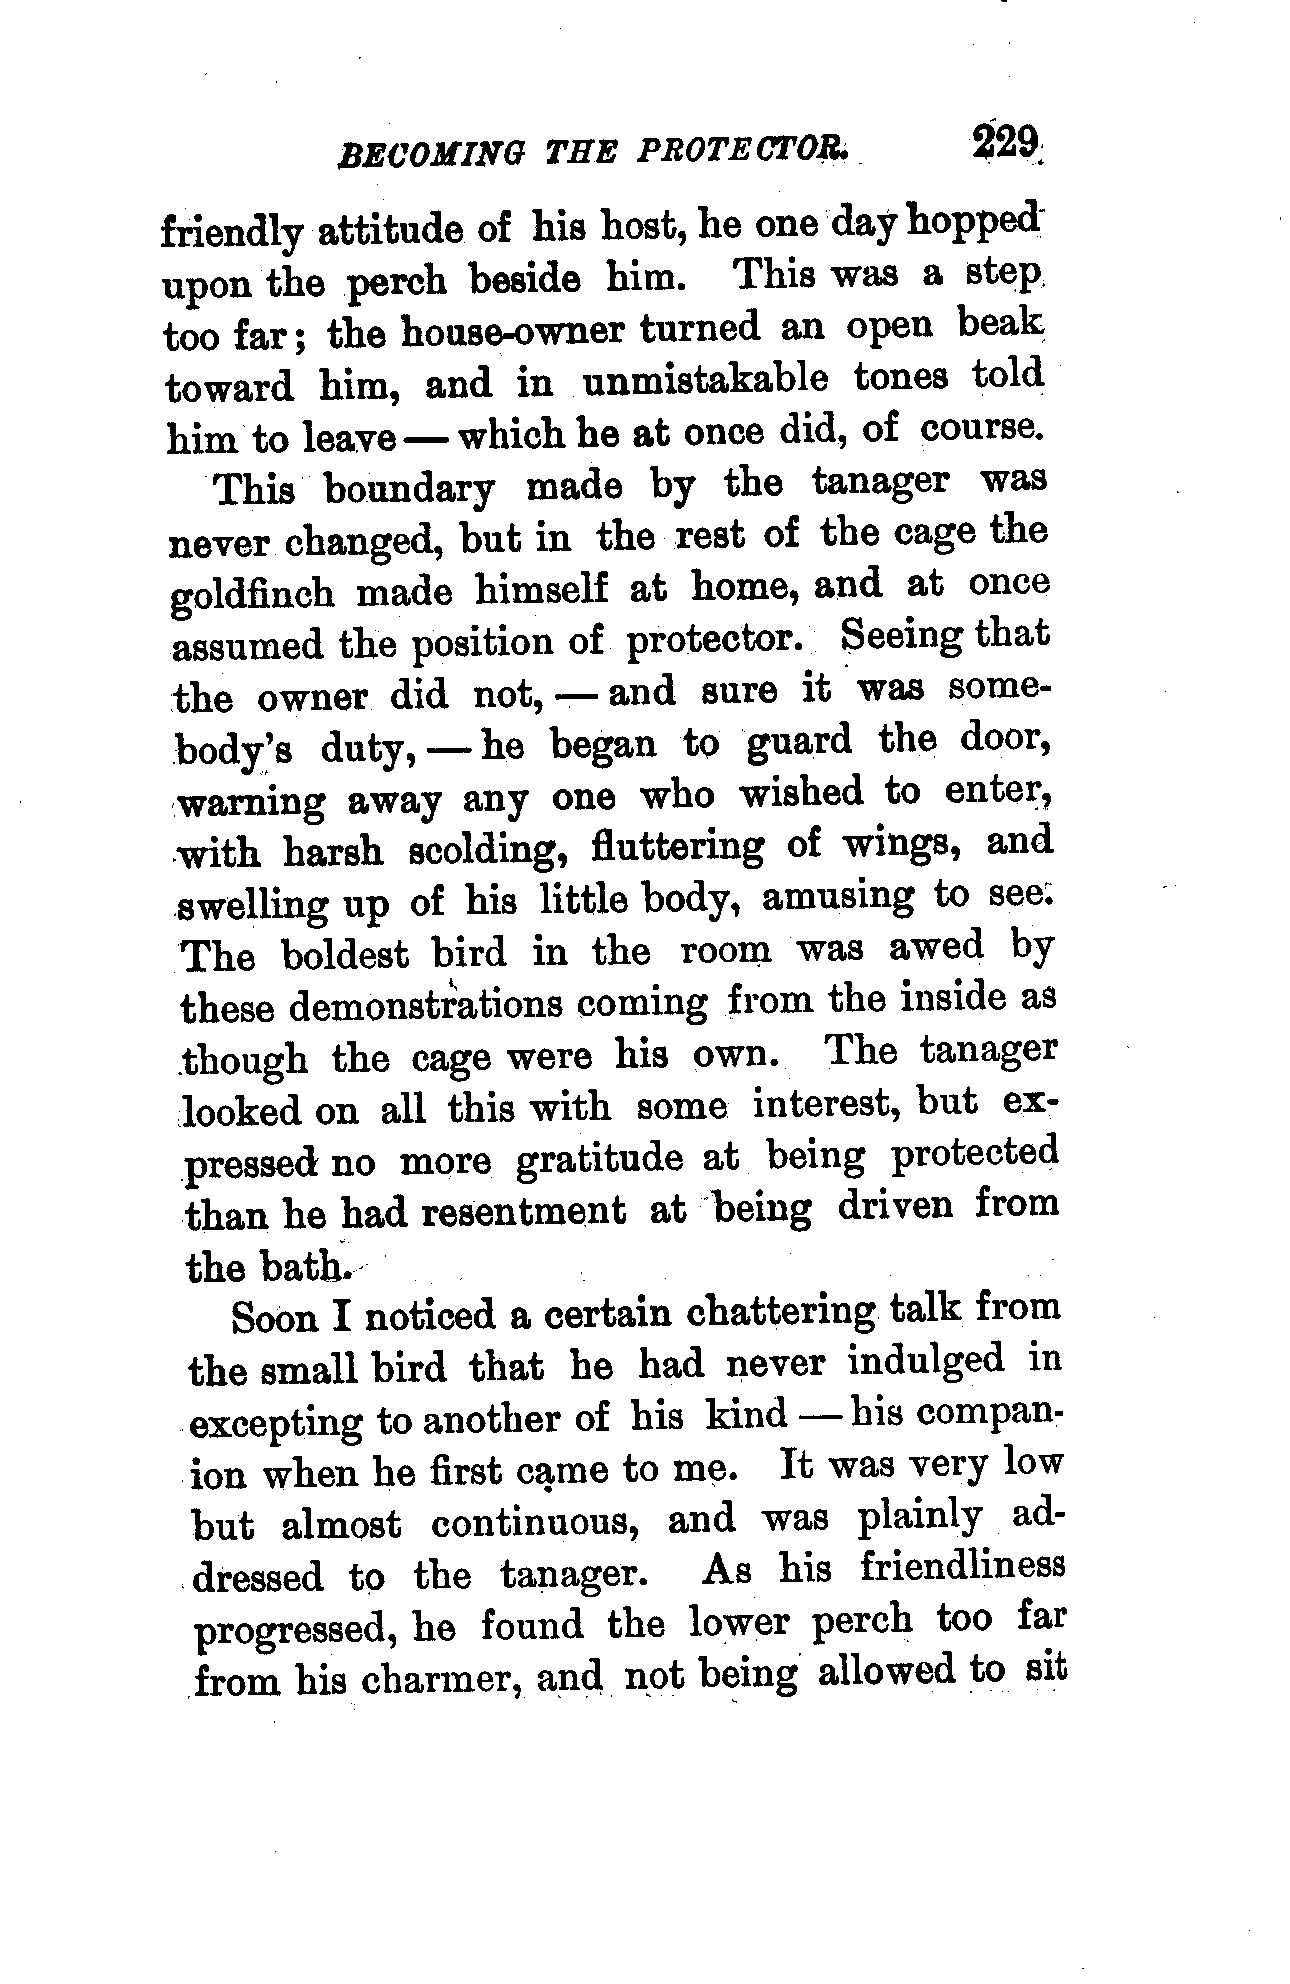 BECOMING THE PROTECTOR. 229
friendly attitude of his host, he one day hopped
upon the perch beside him. This was a step
too far; the house-owner turned an open beak
toward him, and in unmistakable tones told
him to leave — which he at once did, of course.
This boundary made by the tanager was
never changed, but in the rest of the cage the
goldfinch made himself at home, and at once
assumed the position of protector. Seeing that
the owner did not, — and sure it was some-
body's duty, — he began to guard the door,
warning away any one who wished to enter,
with harsh scolding, fluttering of wings, and
swelling up of his little body, amusing to see.
The boldest bird in the room was awed by
these demonstrations coming from the inside as
though the cage were his own. The tanager
looked on all this with some interest, but ex-
pressed no more gratitude at being protected
than he had resentment at being driven from
the bath.
Soon I noticed a certain chattering talk from
the small bird that he had never indulged in
excepting to another of his kind — his compan-
ion when he first came to me. It was very low
but almost continuous, and was plainly ad-
dressed to the tanager. As his friendliness
progressed, he found the lower perch too far
from his charmer, and not being allowed to sit